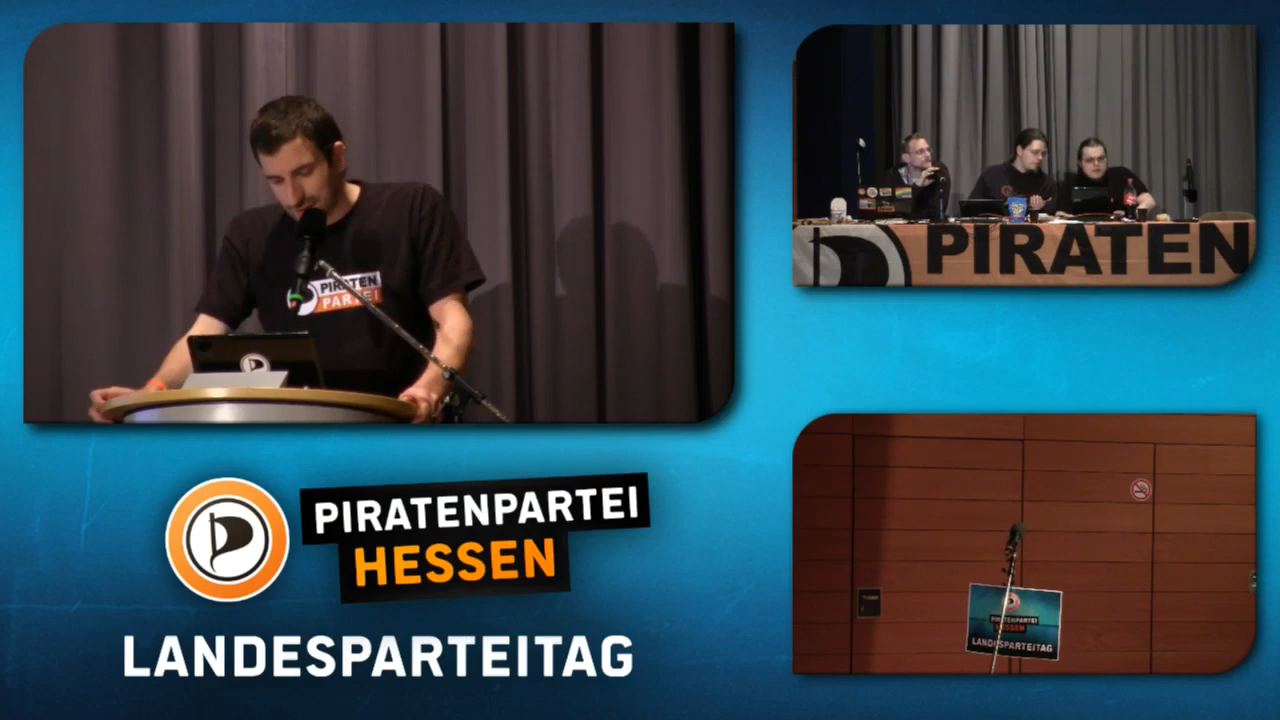 PIRATEN
PARTEI
PIRATEN
PIRATENPARTEI
HESSEN
LANDESPARTEITAG
PIRATENPARTEI
HESSEN
LANDESPARTEITAG